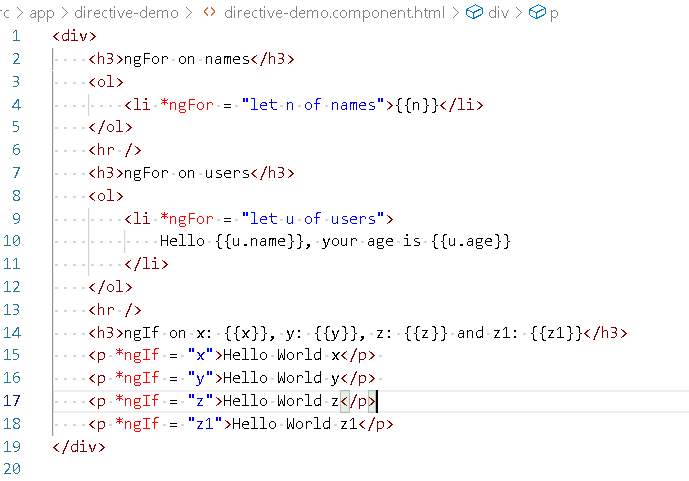 rc > app > directive-demo > <> directive-demo.component.html > div > p
1 <div>
2 <h3>ngFor on names</h3>
3 <ol>
4 <li *ngFor = "let n of names">{{n}}</li>
5 </ol>
6 <hr />
7 <h3>ngFor on users</h3>
8 <ol>
9 <li *ngFor = "let u of users">
10 Hello {{u.name}}, your age is {{u.age}}
11 </li>
12 </ol>
13 <hr />
14 <h3>ngIf on x: {{x}}, y: {{y}}, z: {{z}} and z1: {{z1}}</h3>
15 <p *ngIf = "x">Hello World x</p>
16 <p *ngIf = "y">Hello World y</p>
17 <p *ngIf = "z">Hello World z</p>
18 <p *ngIf = "z1">Hello World z1</p>
19 </div>
20